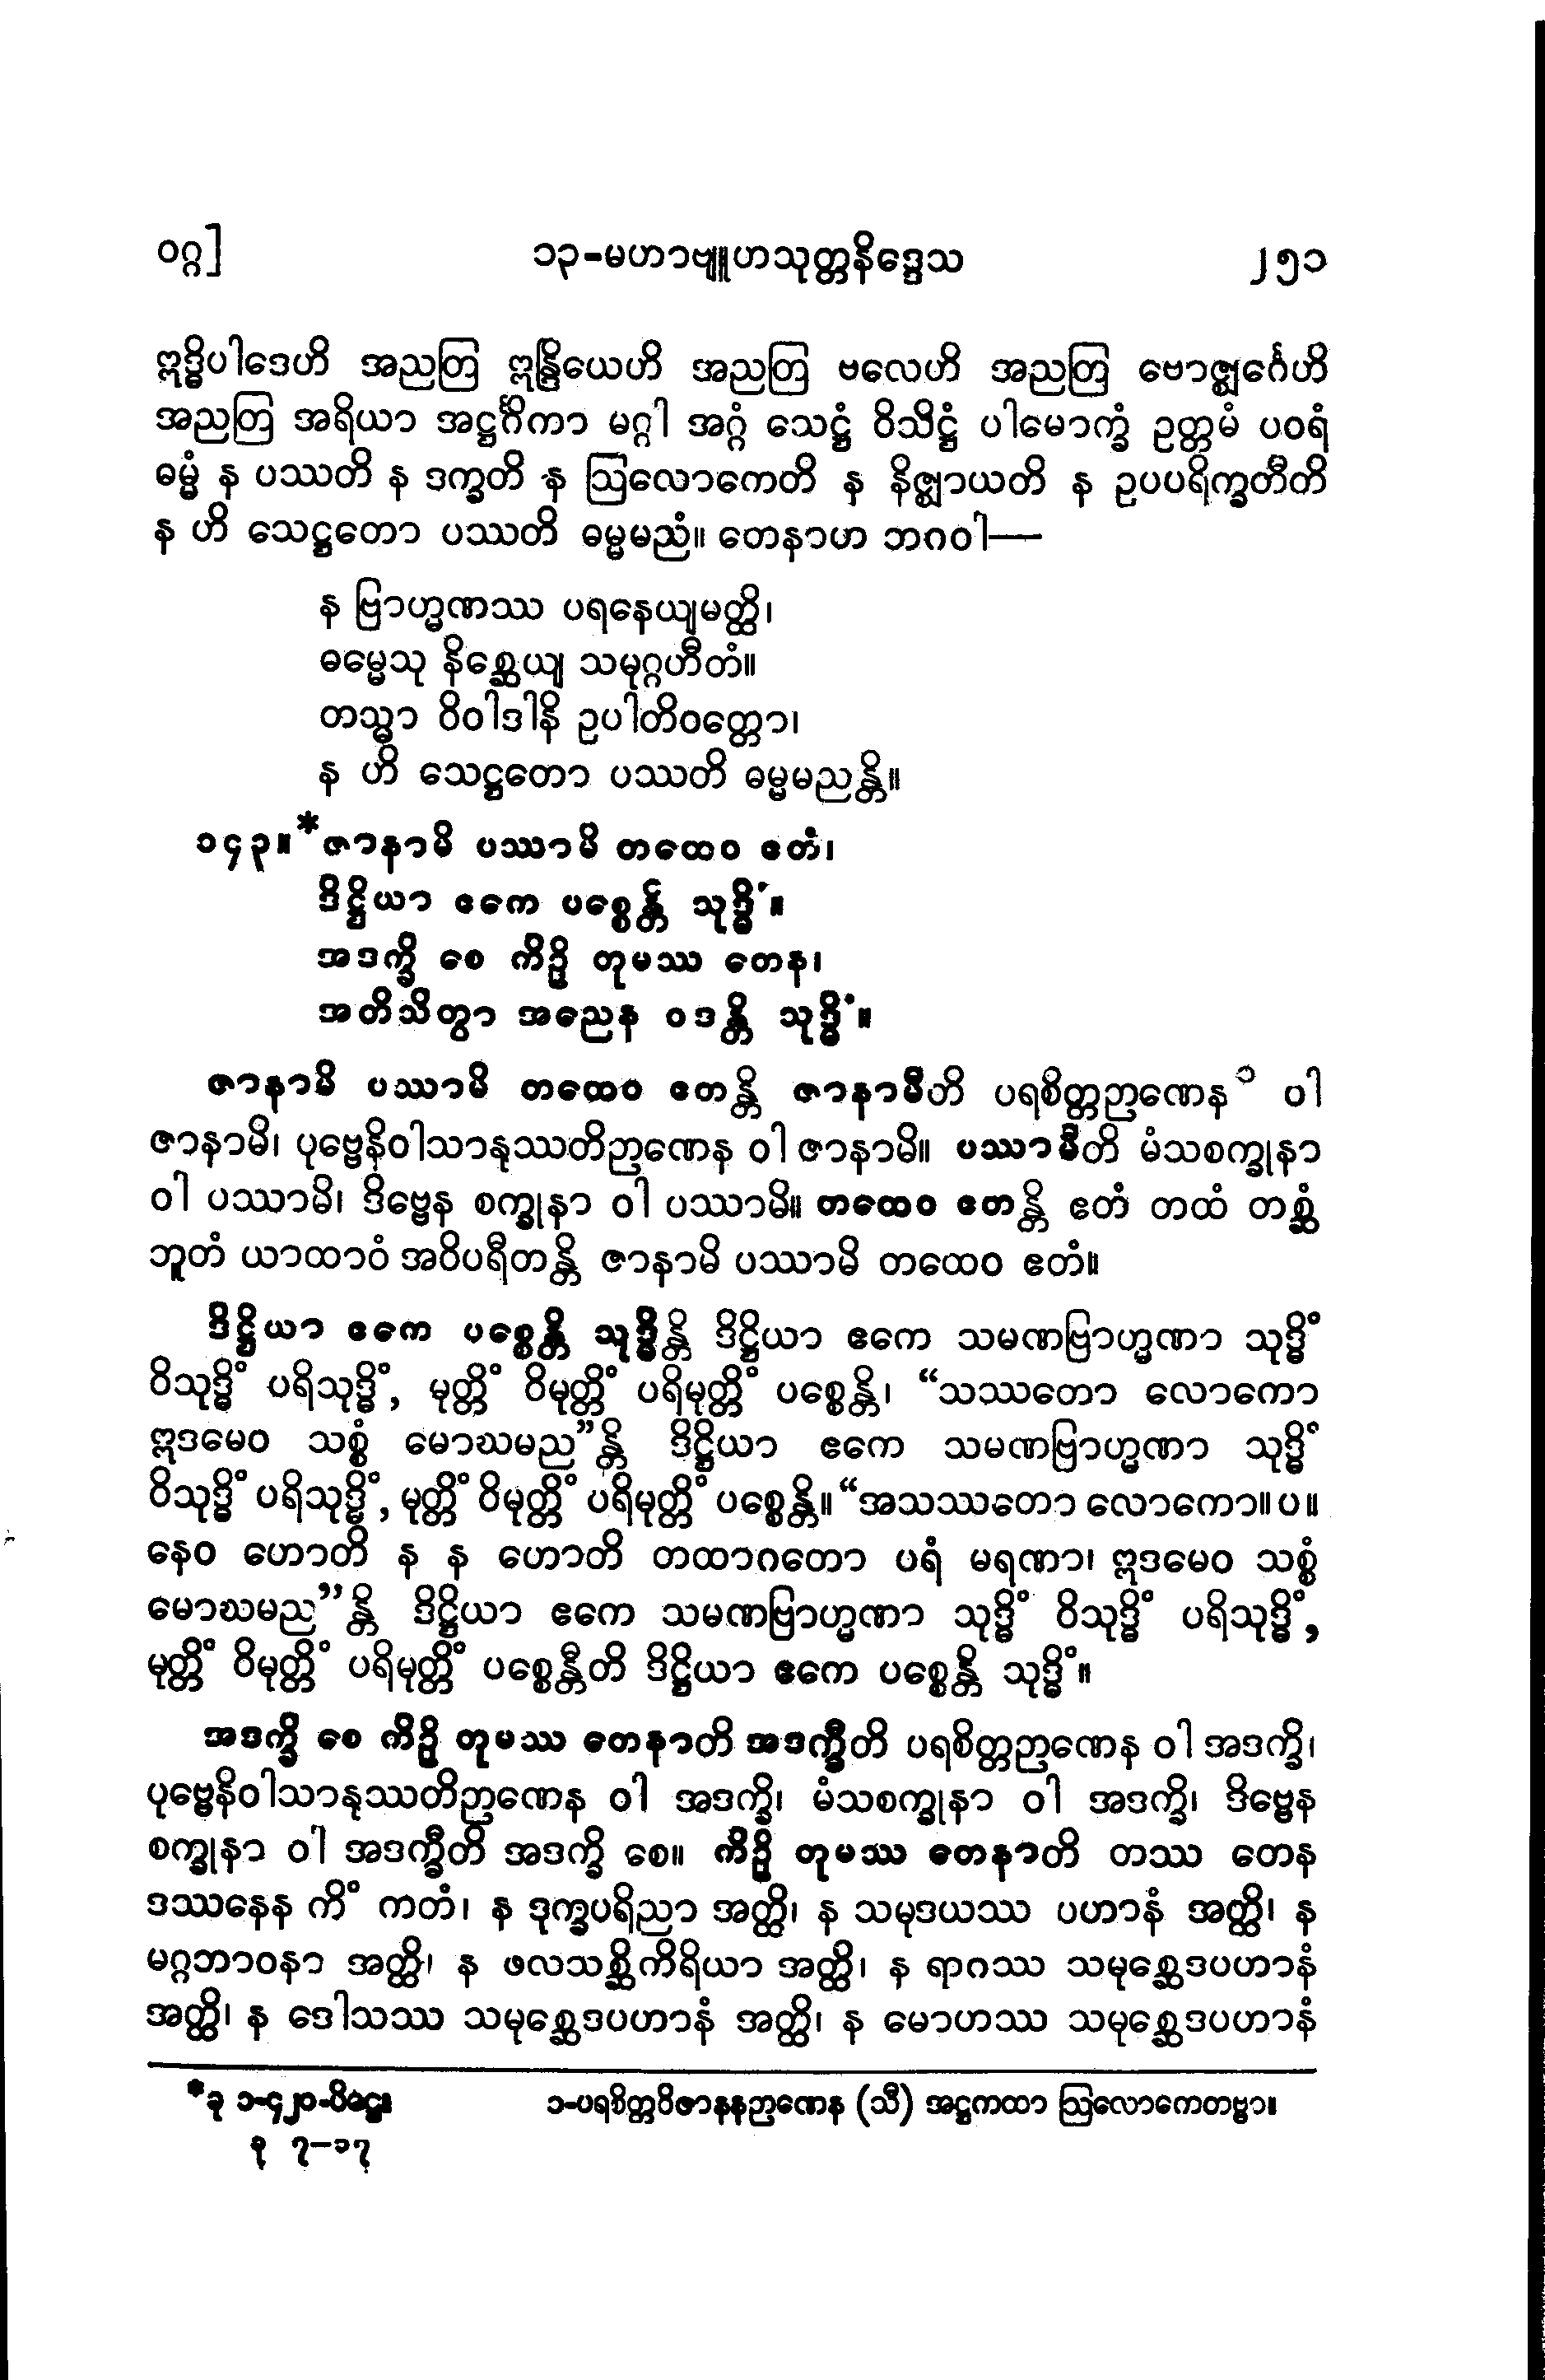 ဝဂ္ဂ] ၁၃-မဟာဗျူဟသုတ္တနိဒ္ဒေသ ၂၅၁
ဣဒ္ဓိပါဒေဟိ အညတြ ဣန္ဒြိယေဟိ အညတြ ဗလေဟိ အညတြ ဗောဇ္ဈင်္ဂေဟိ
အညတြ အရိယာ အဋ္ဌင်္ဂိကာ မဂ္ဂါ အဂ္ဂံ သေဋ္ဌံ ဝိသိဋ္ဌံ ပါမောက္ခံ ဥတ္တမံ ပဝရံ
ဓမ္မံ န ပဿတိ န ဒက္ခတိ န ဩလောကေတိ န နိဇ္ဈာယတိ န ဥပပရိက္ခတီတိ
န ဟိ သေဋ္ဌတော ပဿတိ ဓမ္မမညံ။ တေနာဟ ဘဂဝါ—
န ဗြာဟ္မဏဿ ပရနေယျမတ္ထိ၊
ဓမ္မေသု နိစ္ဆေယျ သမုဂ္ဂဟီတံ။
တသ္မာ ဝိဝါဒါနိ ဥပါတိဝတ္တော၊
န ဟိ သေဋ္ဌတော ပဿတိ ဓမ္မမညန္တိ။
၁၄၃။ *ဇာနာမိ ပဿာမိ တထေဝ ဧတံ၊
ဒိဋ္ဌိယာ ဧကေ ပစ္စေန္တိ သုဒ္ဓိံ။
အဒက္ခိ စေ ကိဉှိ တုမဿ တေန၊
အတိသိတွာ အညေန ဝဒန္တိ သုဒ္ဓိံ။
ဇာနာမိ ပဿာမိ တထေဝ ဧတန္တိ ဇာနာမီတိ ပရစိတ္တဉာဏေန ၁ ဝါ
ဇာနာမိ၊ ပုဗ္ဗေနိဝါသာနုဿတိဉာဏေန ဝါ ဇာနာမိ။ ပဿာမီတိ မံသစက္ခုနာ
ဝါ ပဿာမိ၊ ဒိဗ္ဗေန စက္ခုနာ ဝါ ပဿာမိ။ တထေဝ ဧတန္တိ ဧတံ တထံ တစ္ဆံ
ဘူတံ ယာထာဝံ အဝိပရီတန္တိ ဇာနာမိ ပဿာမိ တထေဝ ဧတံ။
ဒိဋ္ဌိယာ ဧကေ ပစ္စေန္တိ သုဒ္ဓိန္တိ ဒိဋ္ဌိယာ ဧကေ သမဏဗြာဟ္မဏာ သုဒ္ဓိံ
ဝိသုဒ္ဓိံ ပရိသုဒ္ဓိံ, မုတ္တိံ ဝိမုတ္တိံ ပရိမုတ္တိံ ပစ္စေန္တိ၊ “သဿတော လောကော
ဣဒမေဝ သစ္စံ မောဃမည”န္တိ ဒိဋ္ဌိယာ ဧကေ သမဏဗြာဟ္မဏာ သုဒ္ဓိံ
ဝိသုဒ္ဓိံ ပရိသုဒ္ဓိံ, မုတ္တိံ ဝိမုတ္တိံ ပရိမုတ္တိံ ပစ္စေန္တိ။ “အသဿတော လောကော။ ပ။
နေဝ ဟောတိ န န ဟောတိ တထာဂတော ပရံ မရဏာ၊ ဣဒမေဝ သစ္စံ
မောဃမည”န္တိ ဒိဋ္ဌိယာ ဧကေ သမဏဗြာဟ္မဏာ သုဒ္ဓိံ ဝိသုဒ္ဓိံ ပရိသုဒ္ဓိံ,
မုတ္တိံ ဝိမုတ္တိံ ပရိမုတ္တိံ ပစ္စေန္တီတိ ဒိဋ္ဌိယာ ဧကေ ပစ္စေန္တိ သုဒ္ဓိံ။
အဒက္ခိ စေ ကိဉှိ တုမဿ တေနာတိ အဒက္ခီတိ ပရစိတ္တဉာဏေန ဝါ အဒက္ခိ၊
ပုဗ္ဗေနိဝါသာနုဿတိဉာဏေန ဝါ အဒက္ခိ၊ မံသစက္ခုနာ ဝါ အဒက္ခိ၊ ဒိဗ္ဗေန
စက္ခုနာ ဝါ အဒက္ခီတိ အဒက္ခိ စေ။ ကိဉှိ တုမဿ တေနာတိ တဿ တေန
ဒဿနေန ကိံ ကတံ၊ န ဒုက္ခပရိညာ အတ္ထိ၊ န သမုဒယဿ ပဟာနံ အတ္ထိ၊ န
မဂ္ဂဘာဝနာ အတ္ထိ၊ န ဖလသစ္ဆိကိရိယာ အတ္ထိ၊ န ရာဂဿ သမုစ္ဆေဒပဟာနံ
အတ္ထိ၊ န ဒေါသဿ သမုစ္ဆေဒပဟာနံ အတ္ထိ၊ န မောဟဿ သမုစ္ဆေဒပဟာနံ
*ခု ၁-၄၂၁-ပိဋ္ဌေ။ ၁-ပရစိတ္တဝိဇာနနဉာဏေန (သီ) အဋ္ဌကထာ ဩလောကေတဗ္ဗာ။
ခု ၇-၁၇